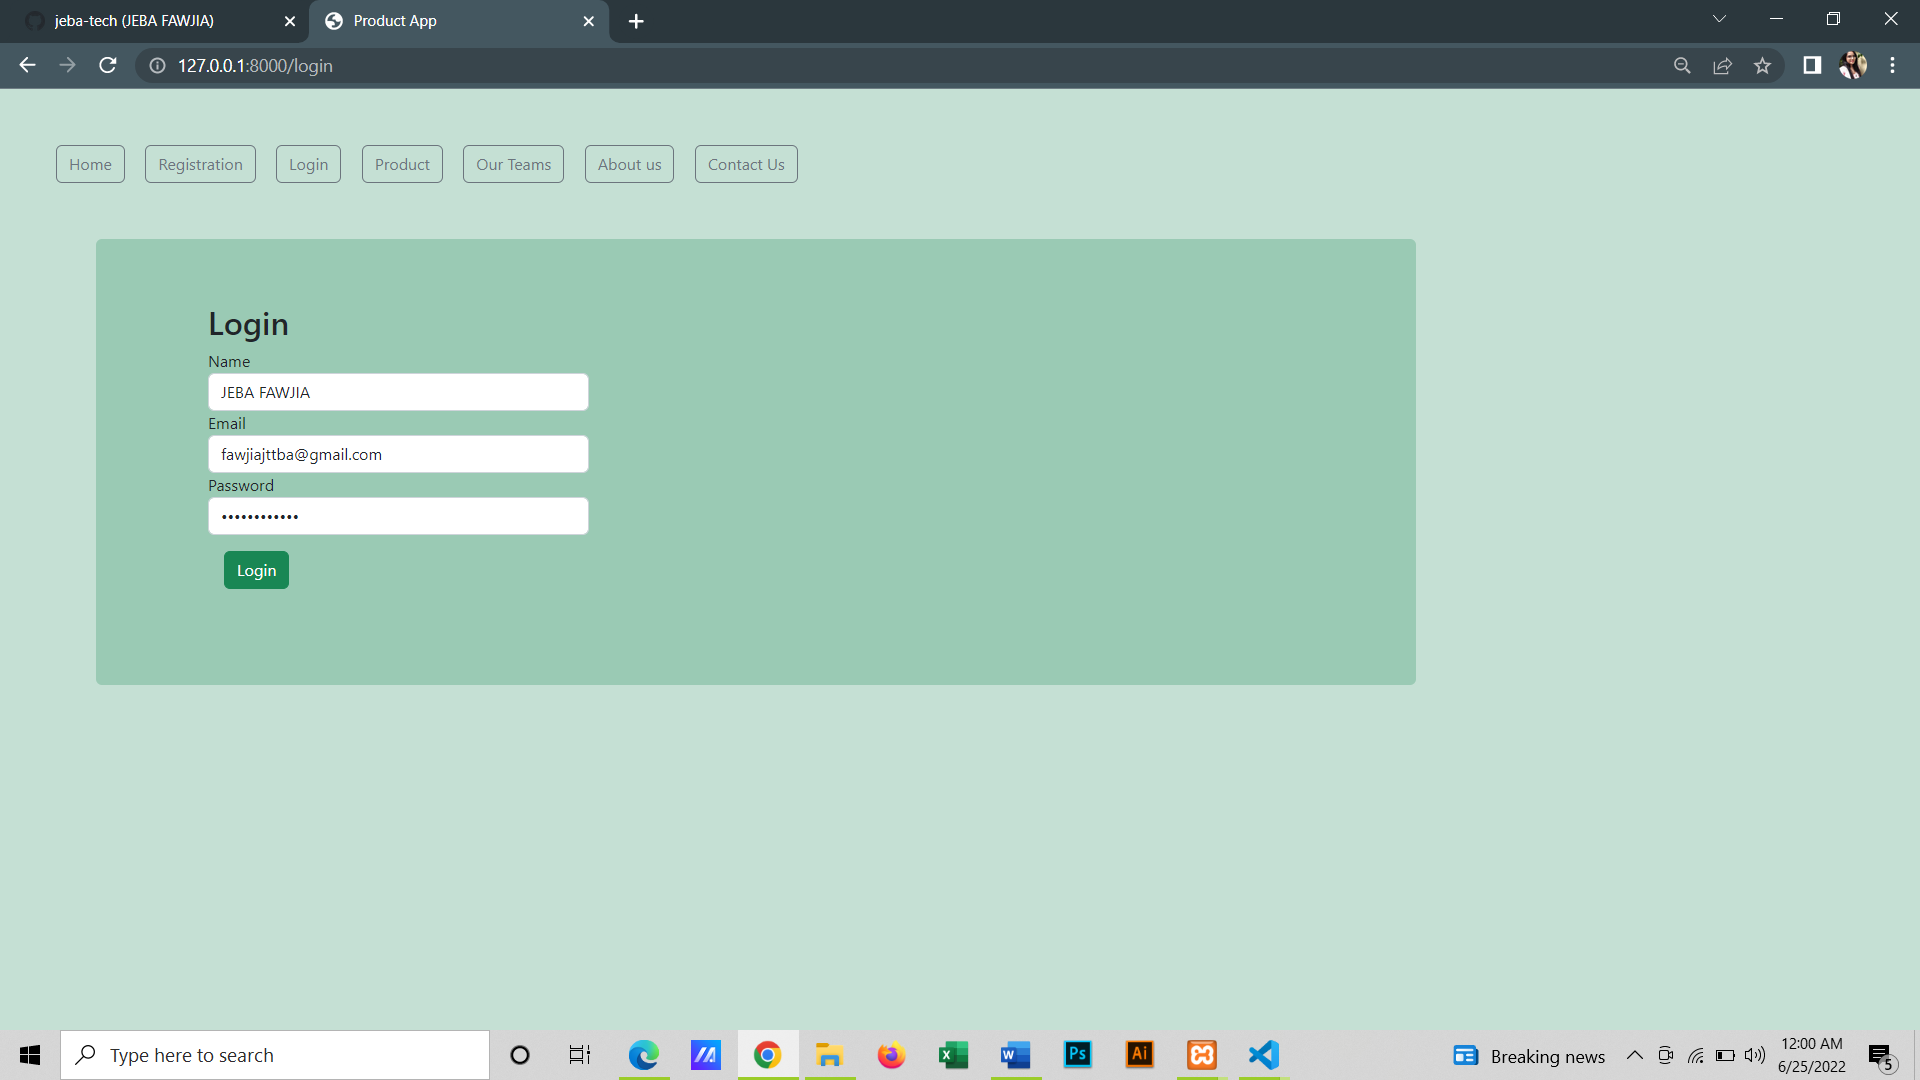 jeba-tech (JEBA FAWJIA)
Product App
127.0.0.1:8000/login
Home
Registration
Login
Product
Our Teams
About us
Contact Us
Login
Name
JEBA FAWJIA
Email
fawjiajttba@gmail.com
Password
••••••••••••
Login
Type here to search
Ps
Ai
Breaking news
12:00 AM
6/25/2022
5